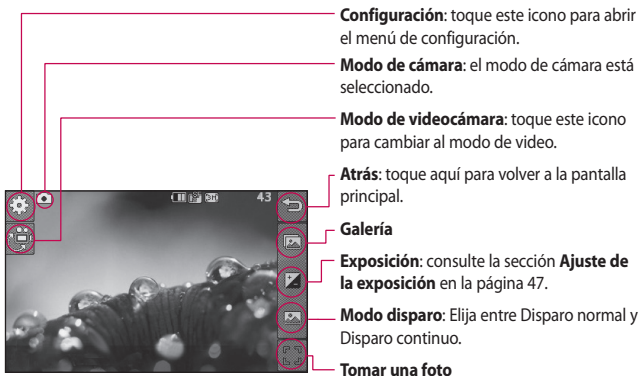 Configuración: toque este icono para abrir
el menú de configuración.
Modo de cámara: el modo de cámara está
seleccionado.
Modo de videocámara: toque este icono
para cambiar al modo de video.
Atrás: toque aquí para volver a la pantalla
principal.
43
Galería
Exposición: consulte la sección Ajuste de
la exposición en la página 47.
Modo disparo: Elija entre Disparo normal y
Disparo continuo.
Tomar una foto